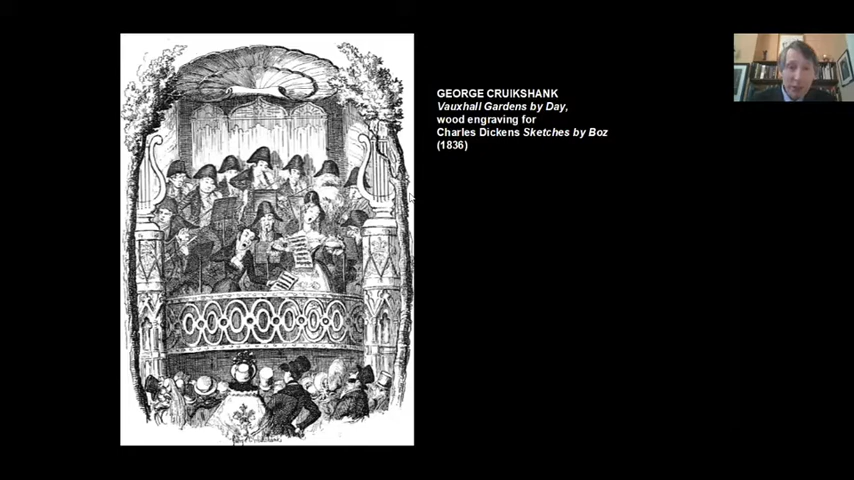 GEORGE CRUIKSHANK
Vauxhall Gardens by Day,
wood engraving for
Charles Dickens Sketches by Boz
(1836)